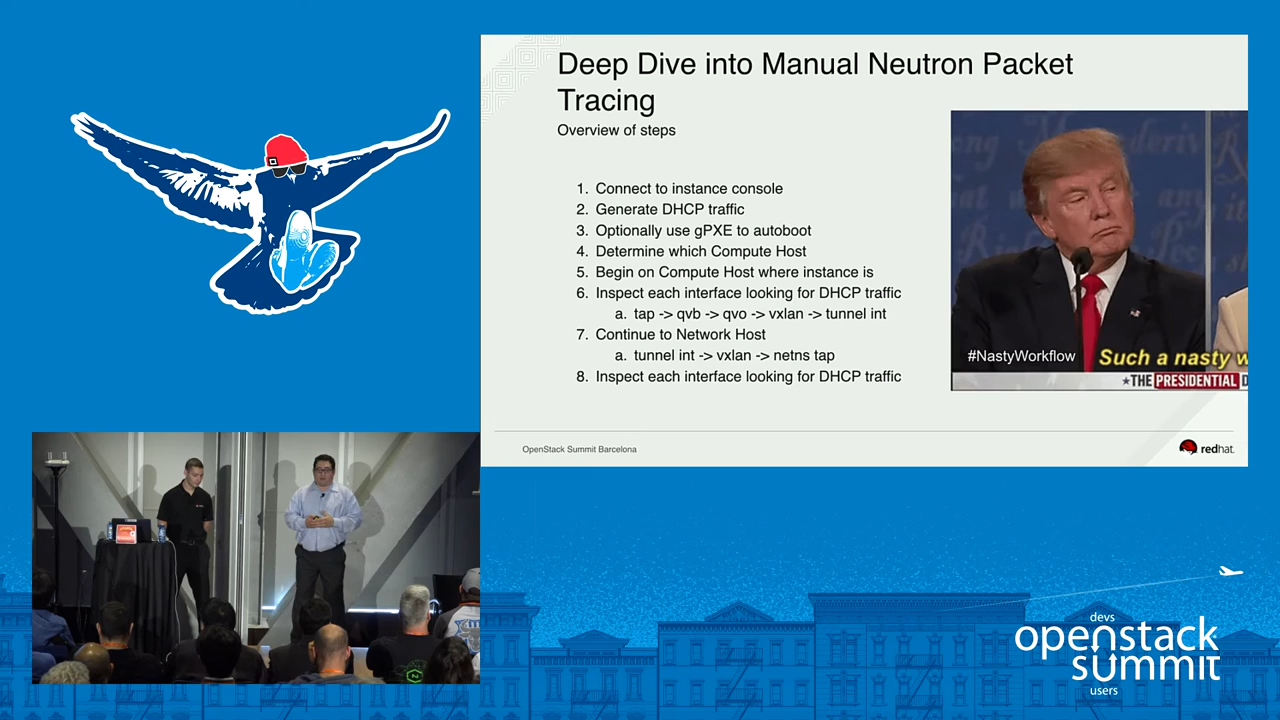 Deep Dive into Manual Neutron Packet
Tracing
Overview of steps
1. Connect to instance console
2. Generate DHCP traffic
3. Optionally use gPXE to autoboot
4. Determine which Compute Host
5. Begin on Compute Host where instance is
6. Inspect each interface looking for DHCP traffic
a. tap -> qvb -> qvo -> vxlan -> tunnel int
7. Continue to Network Host
a. tunnel int -> vxlan -> netns tap
8. Inspect each interface looking for DHCP traffic
#NastyWorkflow
Such a nasty w
★THE PRESIDENTIAL D
OpenStack Summit Barcelona
redhat.
devs
openstack
summit
users